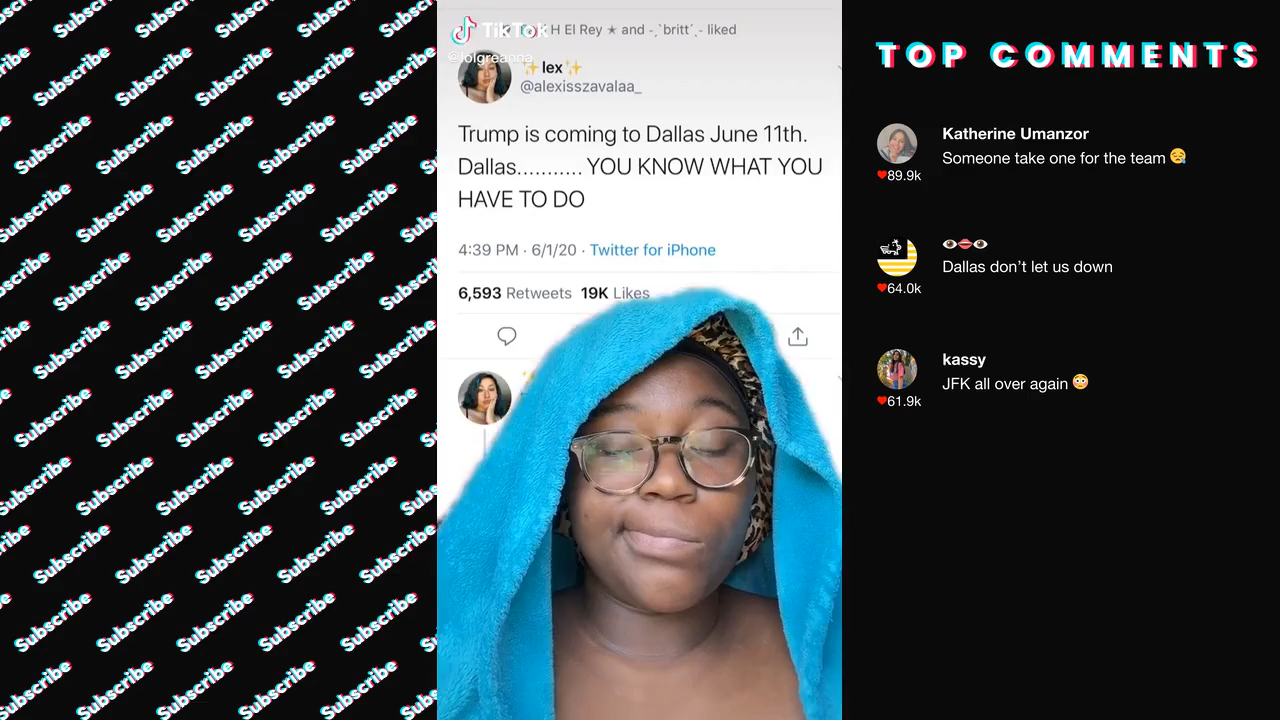 TikTok
@lolgreanna
H El Rey ★ and -ˏ`britt´ˎ- liked
✨ lex ✨
@alexisszavalaa_
Trump is coming to Dallas June 11th.
Dallas........... YOU KNOW WHAT YOU
HAVE TO DO
4:39 PM · 6/1/20 · Twitter for iPhone
6,593 Retweets 19K Likes
TOP COMMENTS
Katherine Umanzor
Someone take one for the team 😪
❤89.9k
👁️👄👁️
Dallas don’t let us down
❤64.0k
kassy
JFK all over again 😳
❤61.9k
Subscribe